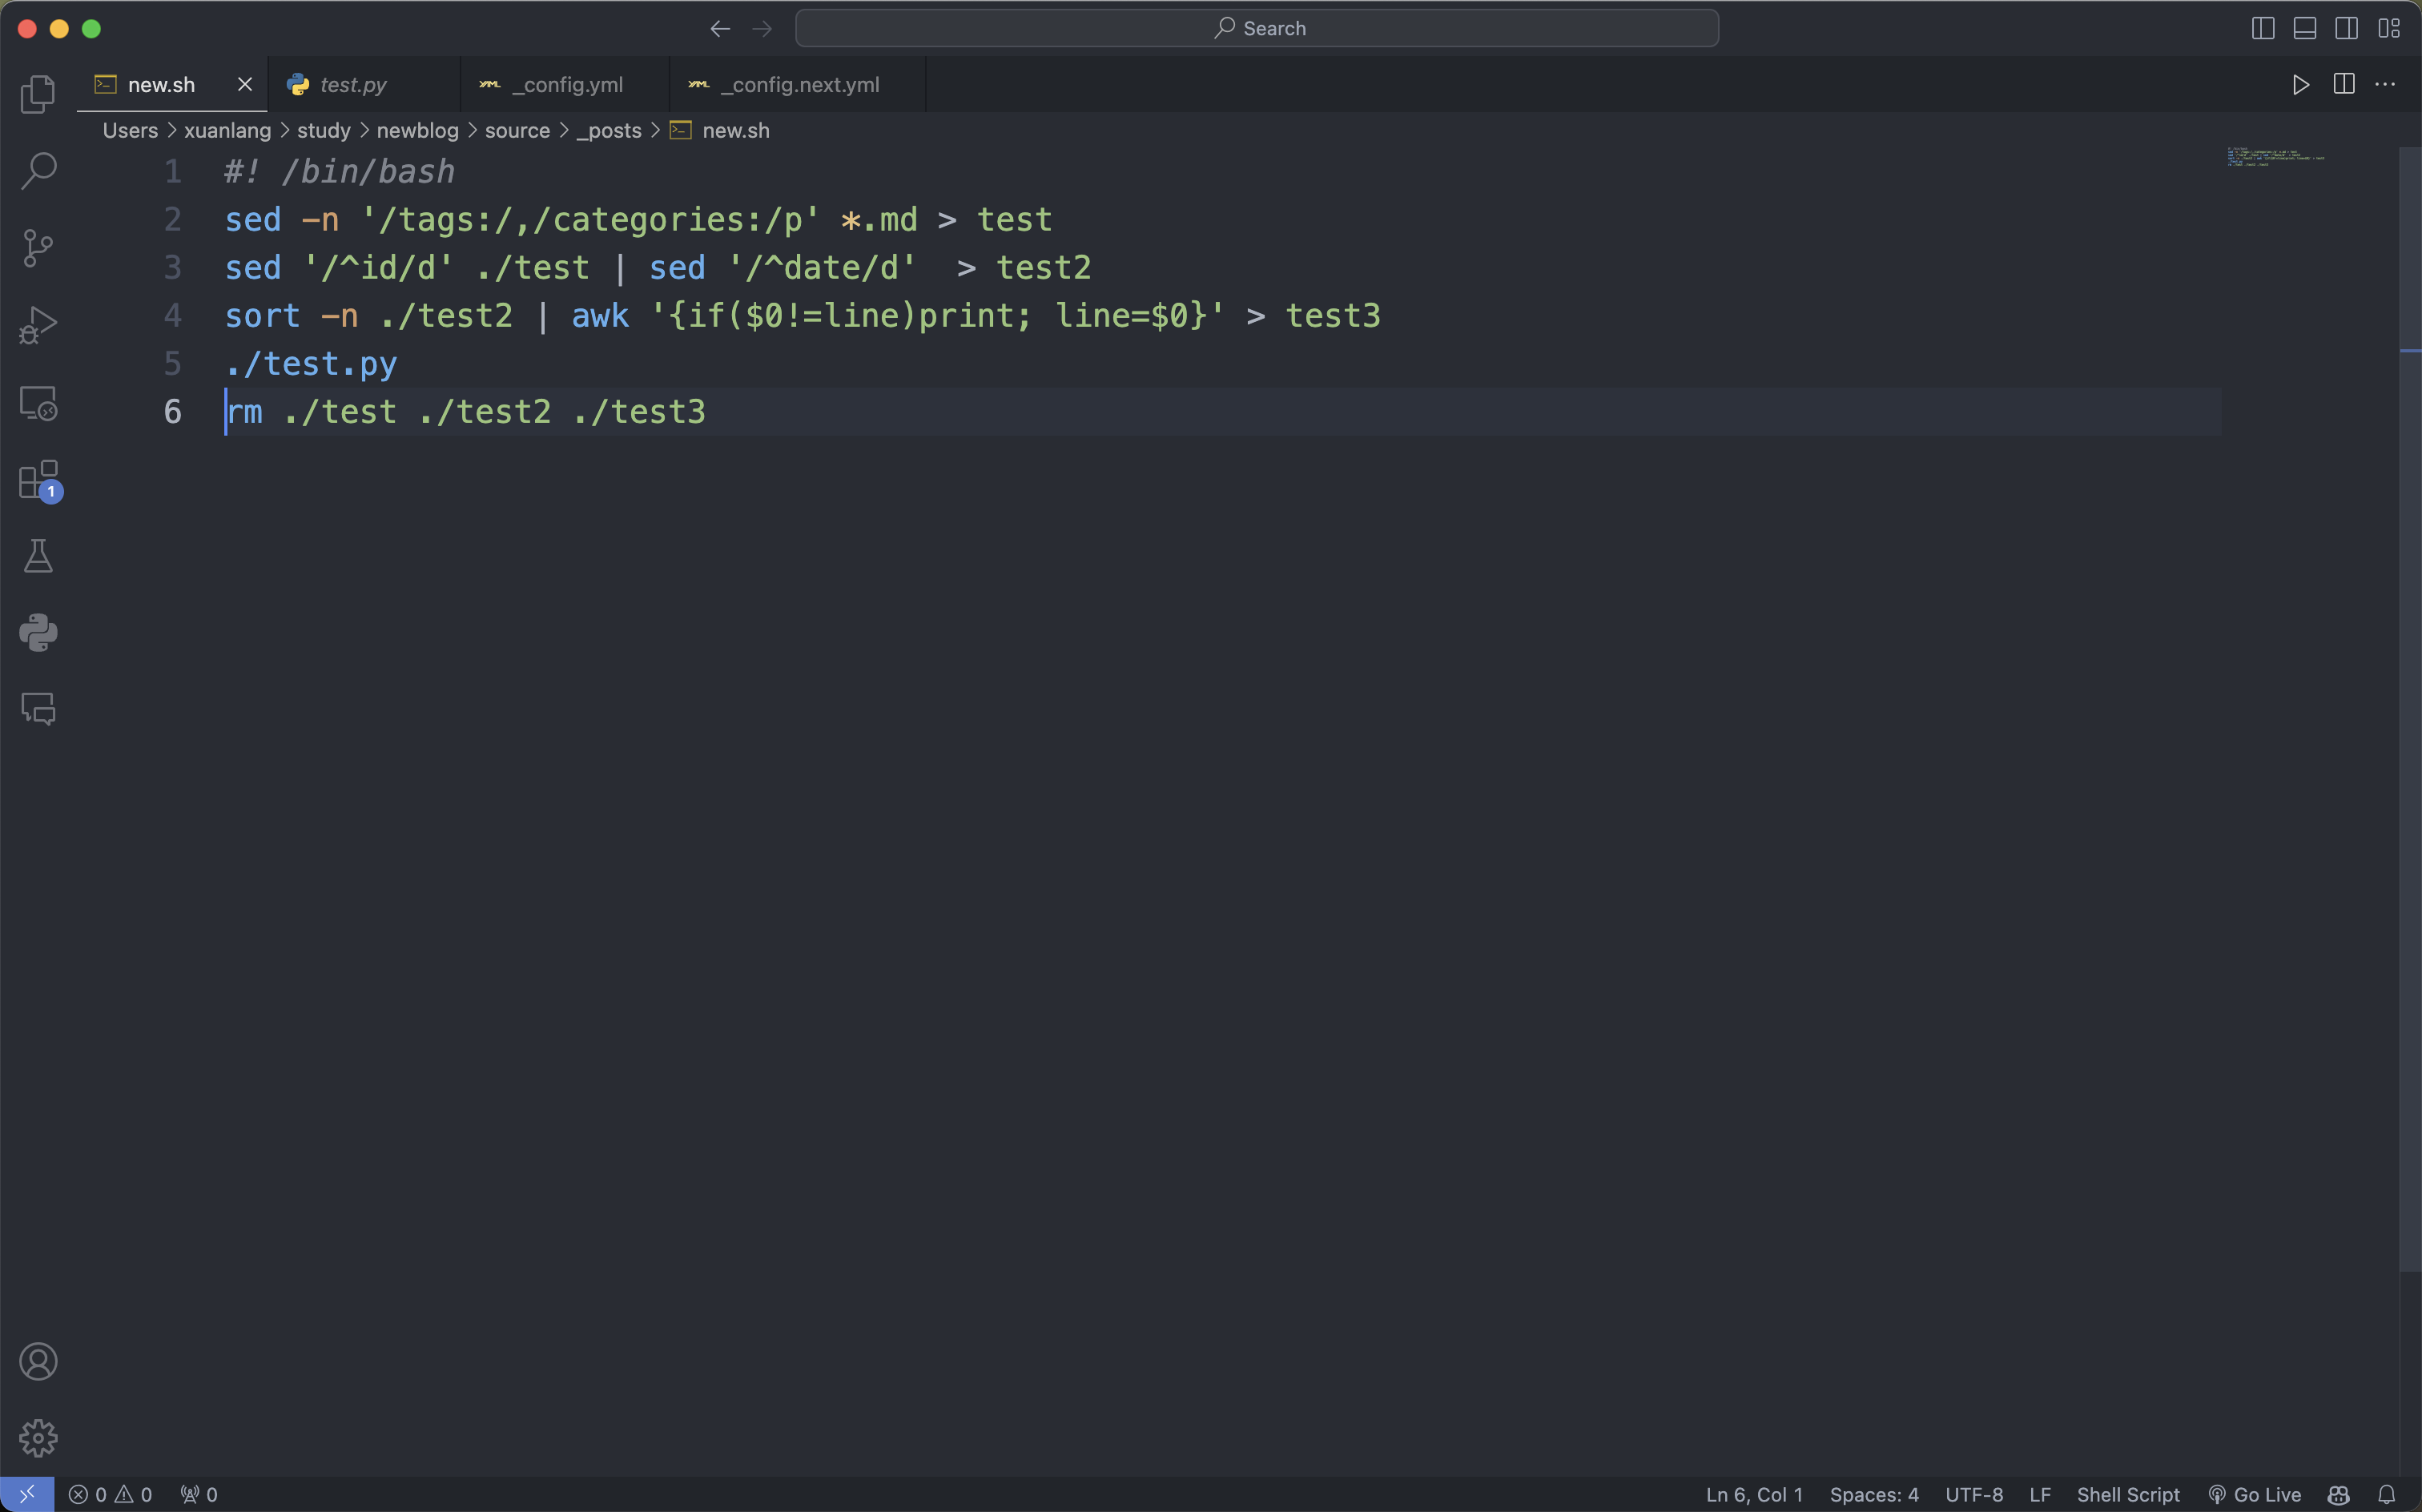 Search
new.sh test.py _config.yml _config.next.yml
Users > xuanlang > study > newblog > source > _posts > new.sh
1 #! /bin/bash
2 sed -n '/tags:/,/categories:/p' *.md > test
3 sed '/^id/d' ./test | sed '/^date/d'  > test2
4 sort -n ./test2 | awk '{if($0!=line)print; line=$0}' > test3
5 ./test.py
6 rm ./test ./test2 ./test3
1
0 0 0 Ln 6, Col 1 Spaces: 4 UTF-8 LF Shell Script Go Live